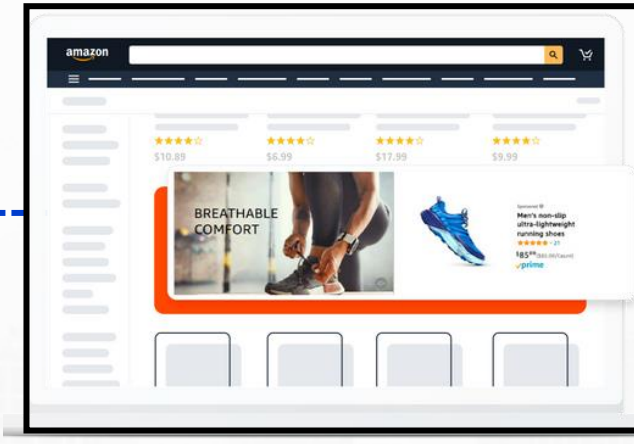 amazon
$10.89 $6.99 $17.99 $9.99
BREATHABLE
COMFORT
Sponsored
Men's non-slip
ultra-lightweight
running shoes
21
prime